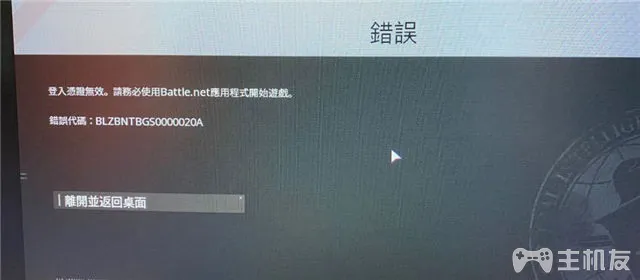 錯誤
登入憑證無效。請務必使用Battle.net應用程式開始遊戲。
錯誤代碼：BLZBNTBGS0000020A
離開並返回桌面
主机友